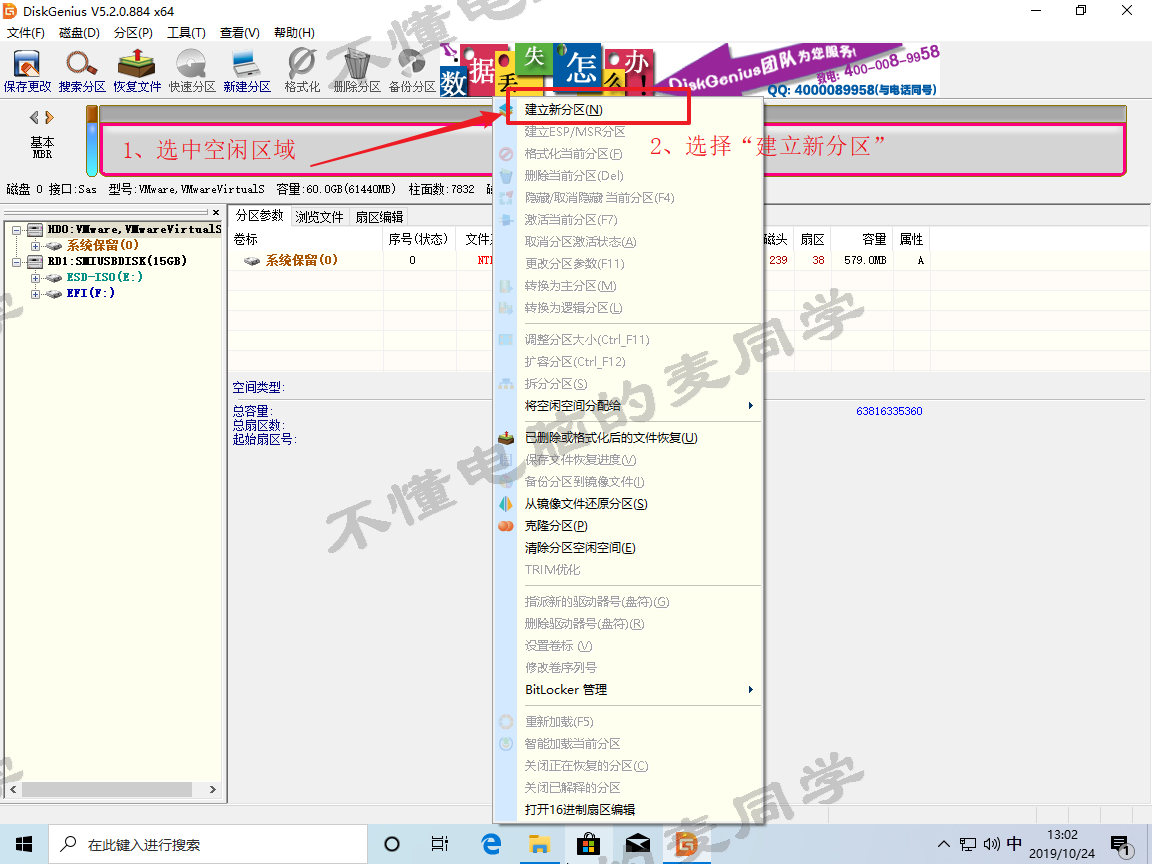 DiskGenius V5.2.0.884 x64
文件(F) 磁盘(D) 分区(P) 工具(T) 查看(V) 帮助(H)
保存更改 搜索分区 恢复文件 快速分区 新建分区 格式化 删除分区 备份分区
数据丢失怎么办!
DiskGenius团队为您服务!
致电: 400-008-9958
QQ: 4000089958(与电话同号)
基本
MBR
1、选中空闲区域
2、选择“建立新分区”
磁盘 0 接口:Sas 型号:VMware,VMwareVirtualS 容量:60.0GB(61440MB) 柱面数:7832
HD0:VMware,VMwareVirtualS
系统保留(0)
RD1:SMIUSBDISK(15GB)
ESD-ISO(E:)
EFI(F:)
分区参数 浏览文件 扇区编辑
卷标 序号(状态) 磁头 扇区 容量 属性
系统保留(0) 0 239 38 579.0MB A
空间类型:
总容量: 63816335360
总扇区数:
起始扇区号:
建立新分区(N)
建立ESP/MSR分区
格式化当前分区(F)
删除当前分区(Del)
隐藏/取消隐藏 当前分区(F4)
激活当前分区(F7)
取消分区激活状态(A)
更改分区参数(F11)
转换为主分区(M)
转换为逻辑分区(L)
调整分区大小(Ctrl_F11)
扩容分区(Ctrl_F12)
拆分分区(S)
将空闲空间分配给
已删除或格式化后的文件恢复(U)
保存文件恢复进度(V)
备份分区到镜像文件(I)
从镜像文件还原分区(S)
克隆分区(P)
清除分区空闲空间(E)
TRIM优化
指派新的驱动器号(盘符)(G)
删除驱动器号(盘符)(R)
设置卷标 (V)
修改卷序列号
BitLocker 管理
重新加载(F5)
智能加载当前分区
关闭正在恢复的分区(C)
关闭已解释的分区
打开16进制扇区编辑
不懂电脑的麦同学
在此键入进行搜索
中
13:02
2019/10/24
1